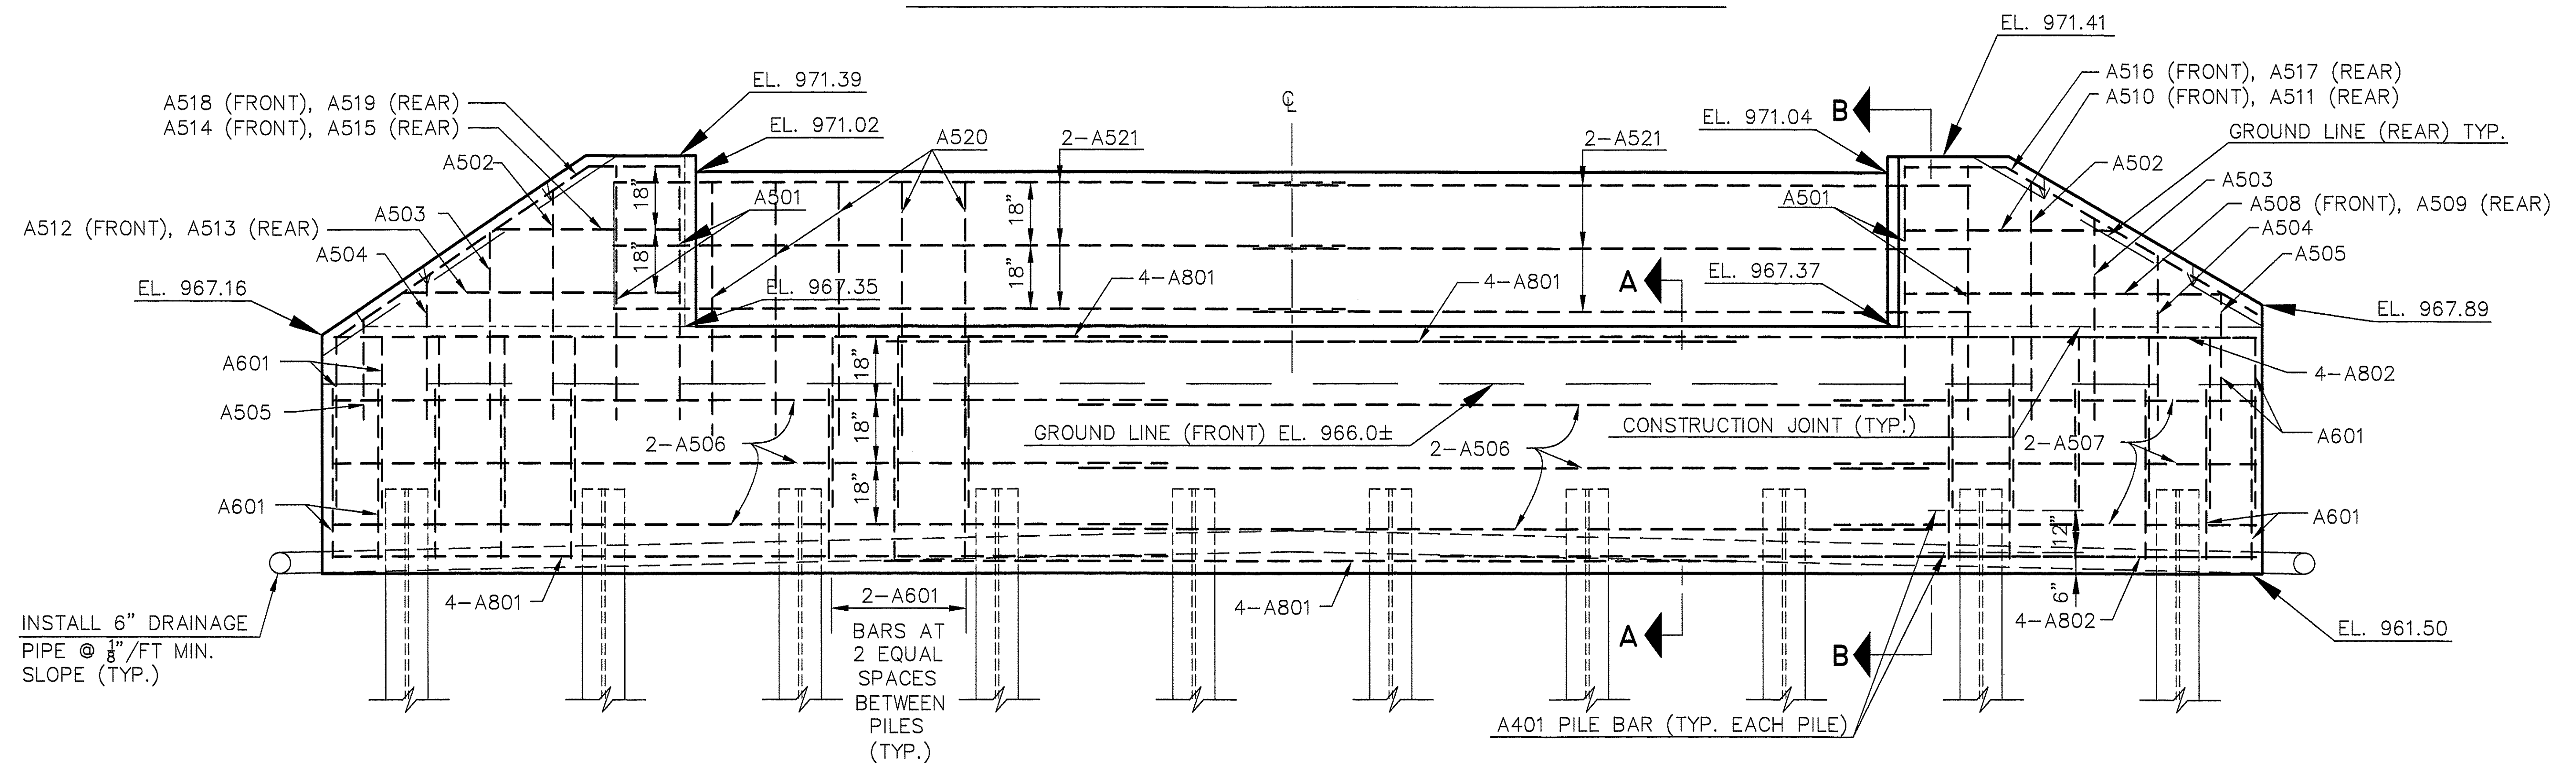 EL. 971.41
EL. 971.39
A516 (FRONT), A517 (REAR)
A510 (FRONT), A511 (REAR)
A518 (FRONT), A519 (REAR)
A514 (FRONT), A515 (REAR)
EL. 971.02
℄
B
EL. 971.04
GROUND LINE (REAR) TYP.
A520
2-A521
2-A521
A502
A502
A503
A501
A501
A508 (FRONT), A509 (REAR)
A503
A512 (FRONT), A513 (REAR)
18"
18"
18"
18"
A504
A504
A505
EL. 967.16
EL. 967.35
4-A801
4-A801
A
EL. 967.37
EL. 967.89
A601
18"
4-A802
A505
18"
GROUND LINE (FRONT) EL. 966.0±
CONSTRUCTION JOINT (TYP.)
2-A506
2-A506
2-A507
A601
18"
A601
A601
12"
6"
4-A801
2-A601
4-A801
4-A802
INSTALL 6" DRAINAGE
PIPE @ 1/8"/FT MIN.
SLOPE (TYP.)
BARS AT
2 EQUAL
SPACES
BETWEEN
PILES
(TYP.)
A
B
EL. 961.50
A401 PILE BAR (TYP. EACH PILE)